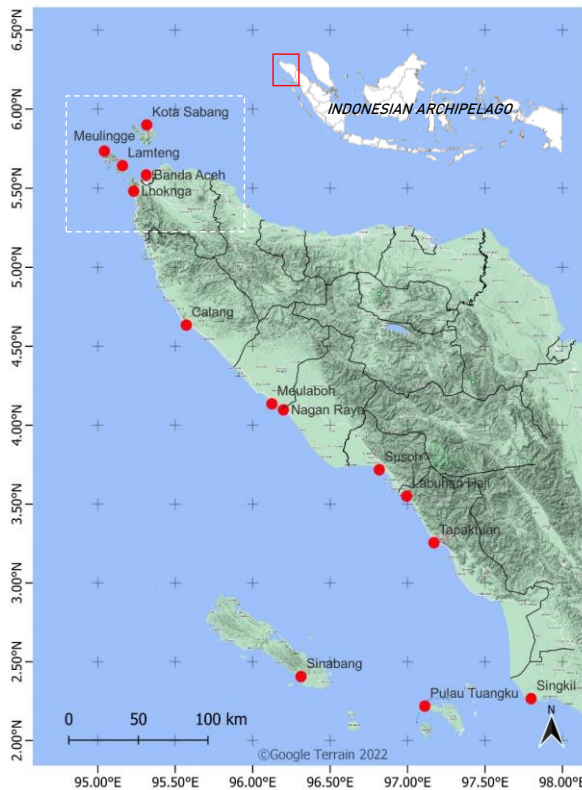 6.50°N
6.00°N
5.50°N
5.00°N
4.50°N
4.00°N
3.50°N
3.00°N
2.50°N
2.00°N
INDONESIAN ARCHIPELAGO
Kota Sabang
Meulingge
Lamteng
Banda Aceh
Lhoknga
Calang
Meulaboh
Nagan Raya
Susoh
Labuhan Haji
Tapaktuan
Sinabang
Pulau Tuangku
Singkil
N
0 50 100 km
©Google Terrain 2022
95.00°E 95.50°E 96.00°E 96.50°E 97.00°E 97.50°E 98.00°E